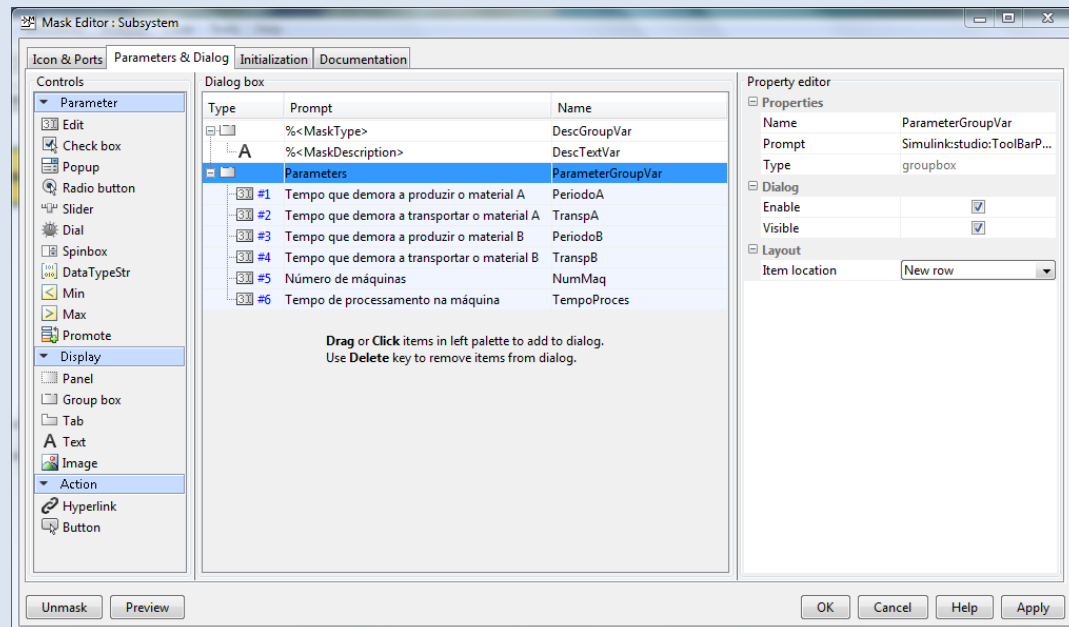 Mask Editor : Subsystem
Icon & Ports Parameters & Dialog Initialization Documentation
Controls
Parameter
Edit
Check box
Popup
Radio button
Slider
Dial
Spinbox
DataTypeStr
Min
Max
Promote
Display
Panel
Group box
Tab
A Text
Image
Action
Hyperlink
Button
Dialog box
Type Prompt Name
%<MaskType> DescGroupVar
A %<MaskDescription> DescTextVar
Parameters ParameterGroupVar
#1 Tempo que demora a produzir o material A PeriodoA
#2 Tempo que demora a transportar o material A TranspA
#3 Tempo que demora a produzir o material B PeriodoB
#4 Tempo que demora a transportar o material B TranspB
#5 Número de máquinas NumMaq
#6 Tempo de processamento na máquina TempoProces
Drag or Click items in left palette to add to dialog.
Use Delete key to remove items from dialog.
Property editor
Properties
Name ParameterGroupVar
Prompt Simulink:studio:ToolBarP...
Type groupbox
Dialog
Enable
Visible
Layout
Item location New row
Unmask Preview OK Cancel Help Apply